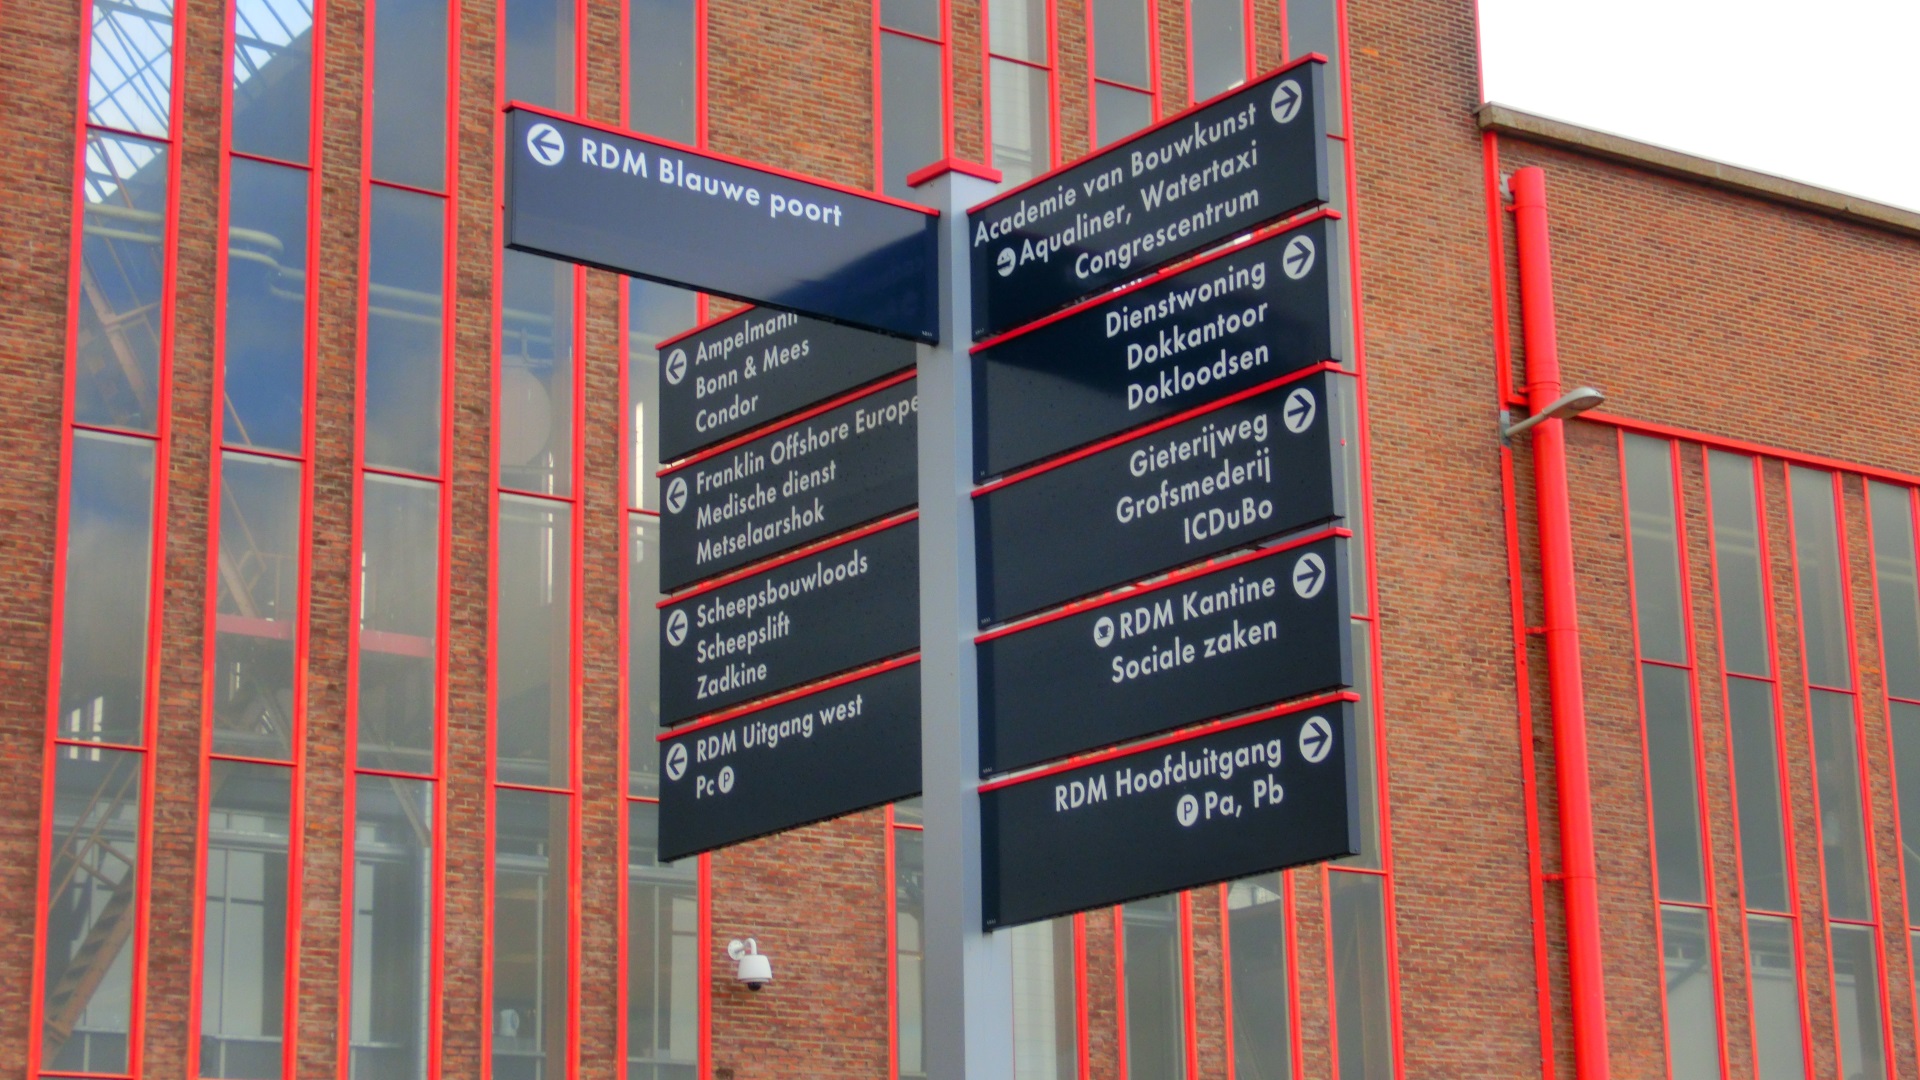 RDM Blauwe poort
Ampelmann
Bonn & Mees
Condor
Franklin Offshore Europe
Medische dienst
Metselaarshok
Scheepsbouwloods
Scheepslift
Zadkine
RDM Uitgang west
Pc P
Academie van Bouwkunst
Aqualiner, Watertaxi
Congrescentrum
Dienstwoning
Dokkantoor
Dokloodsen
Gieterijweg
Grofsmederij
ICDuBo
RDM Kantine
Sociale zaken
RDM Hoofduitgang
P Pa, Pb